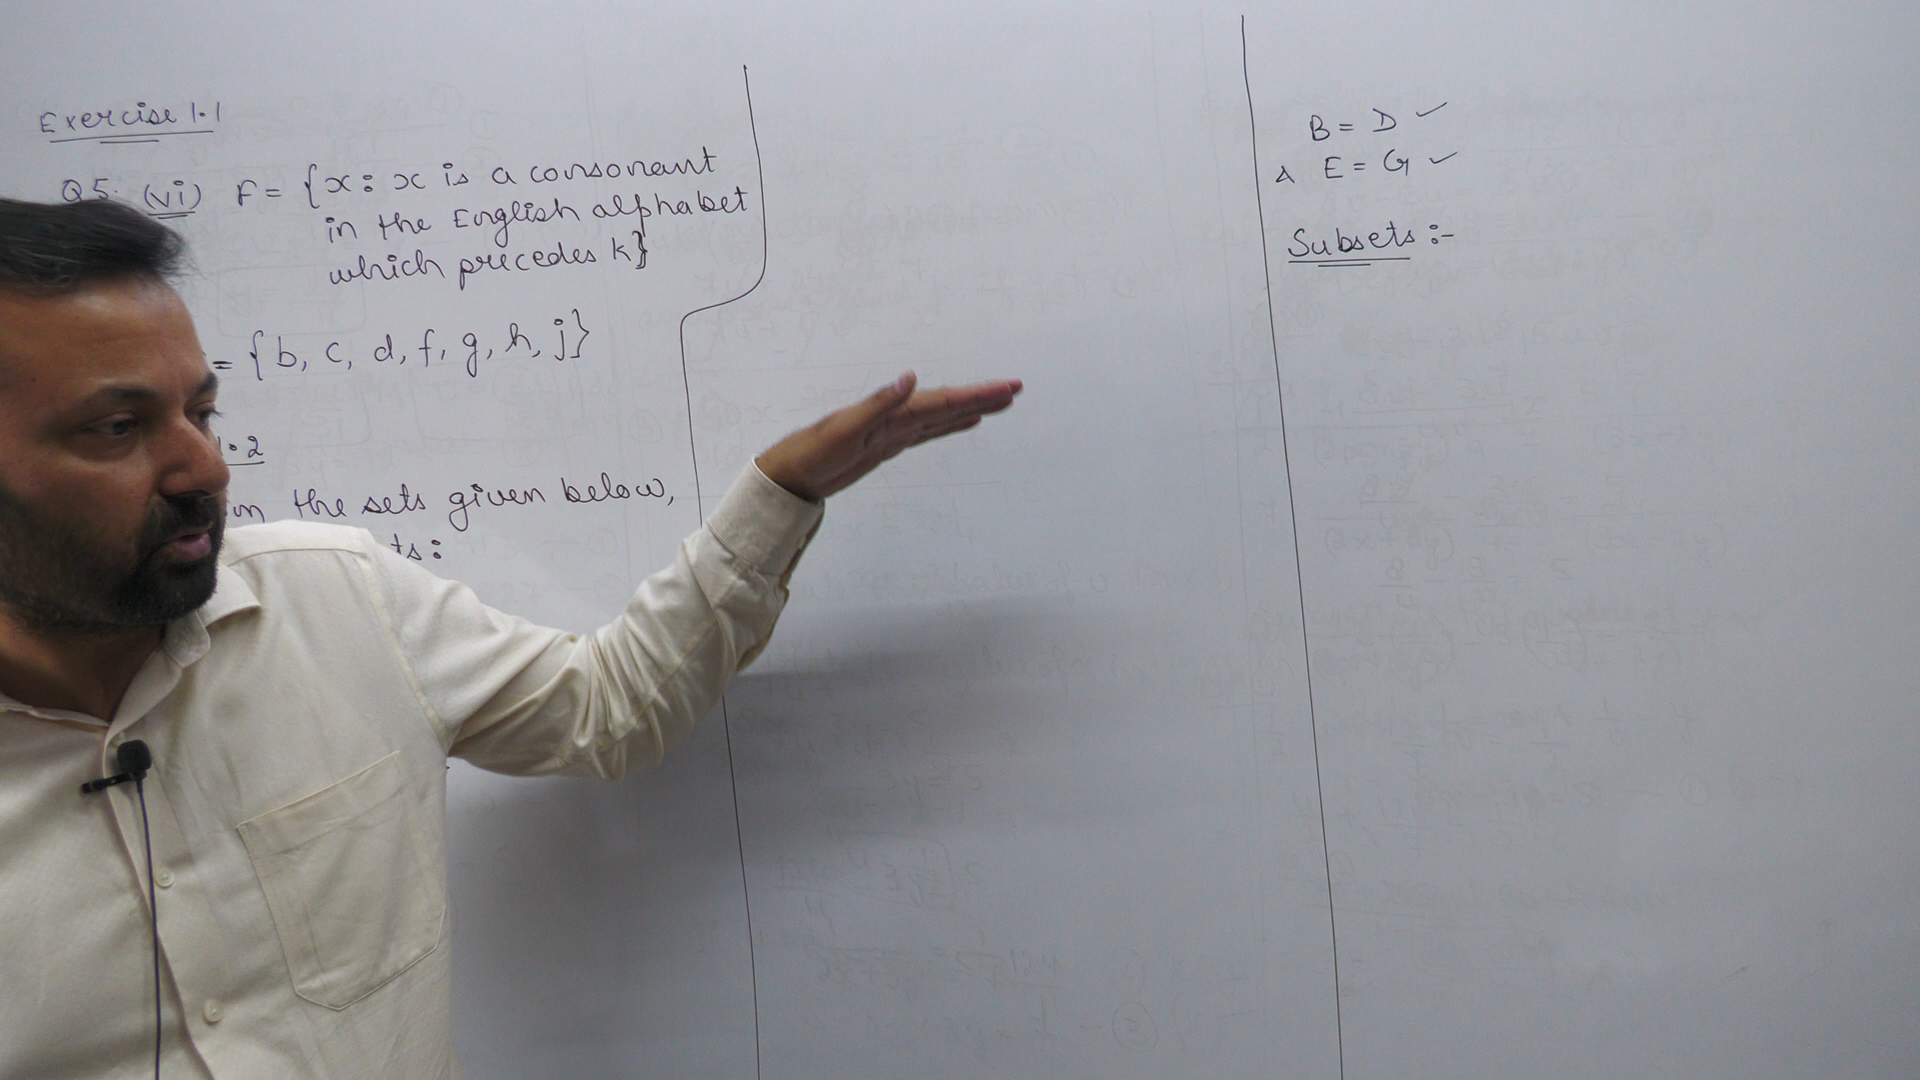 Exercise 1.1
Q5. (vi) F = {x : x is a consonant
in the English alphabet
which precedes k}
= {b, c, d, f, g, h, j}
1.2
the sets given below,
ts:
B = D ✓
& E = G ✓
Subsets :-